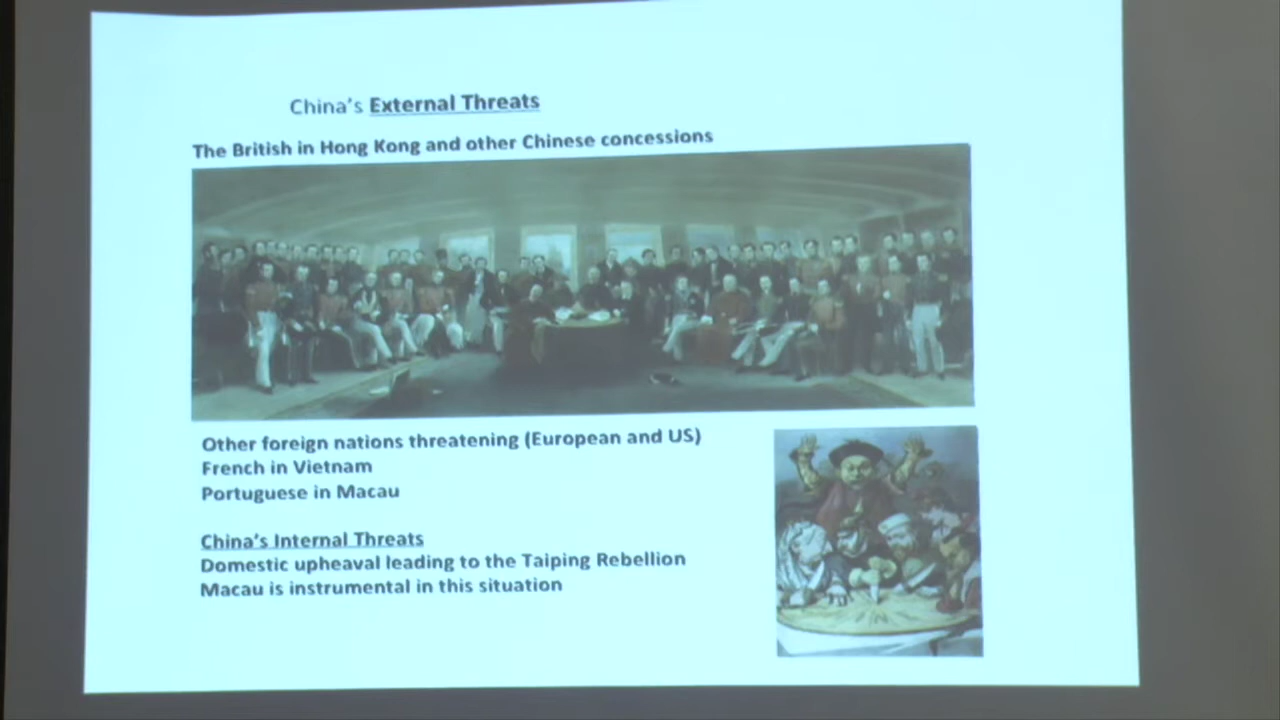 China's External Threats
The British in Hong Kong and other Chinese concessions
Other foreign nations threatening (European and US)
French in Vietnam
Portuguese in Macau
China's Internal Threats
Domestic upheaval leading to the Taiping Rebellion
Macau is instrumental in this situation